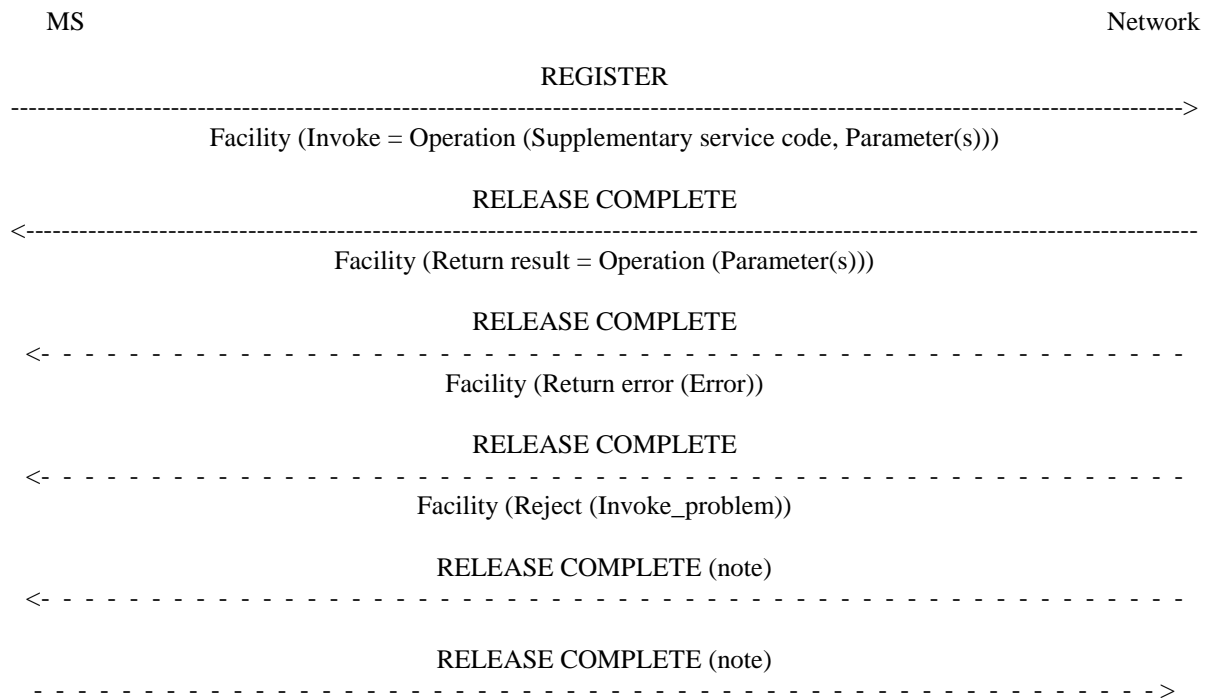 MS Network
REGISTER
Facility (Invoke = Operation (Supplementary service code, Parameter(s)))
RELEASE COMPLETE
Facility (Return result = Operation (Parameter(s)))
RELEASE COMPLETE
Facility (Return error (Error))
RELEASE COMPLETE
Facility (Reject (Invoke_problem))
RELEASE COMPLETE (note)
RELEASE COMPLETE (note)